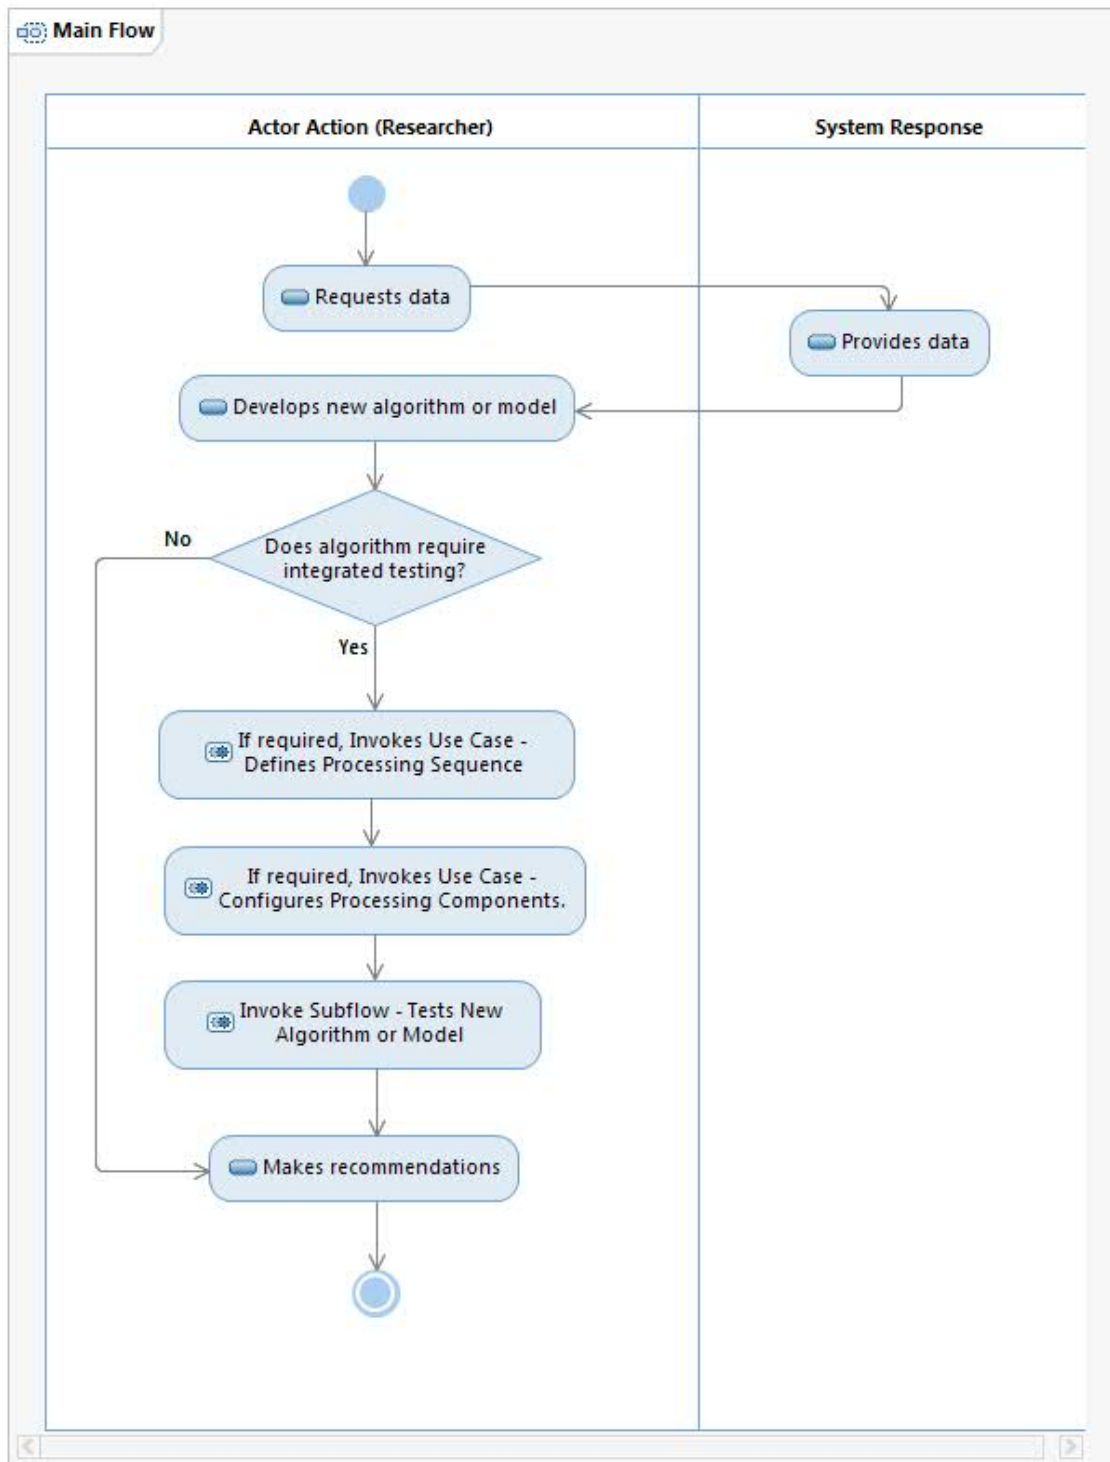 Main Flow
Actor Action (Researcher)
System Response
Requests data
Provides data
Develops new algorithm or model
No
Does algorithm require
integrated testing?
Yes
If required, Invokes Use Case -
Defines Processing Sequence
If required, Invokes Use Case -
Configures Processing Components.
Invoke Subflow - Tests New
Algorithm or Model
Makes recommendations